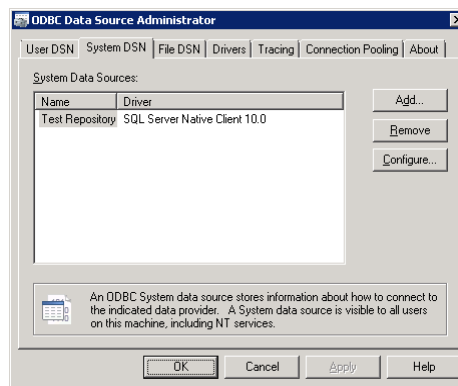 ODBC Data Source Administrator
User DSN System DSN File DSN Drivers Tracing Connection Pooling About
System Data Sources:
Name Driver
Test Repository SQL Server Native Client 10.0
Add...
Remove
Configure...
An ODBC System data source stores information about how to connect to
the indicated data provider. A System data source is visible to all users
on this machine, including NT services.
OK Cancel Apply Help